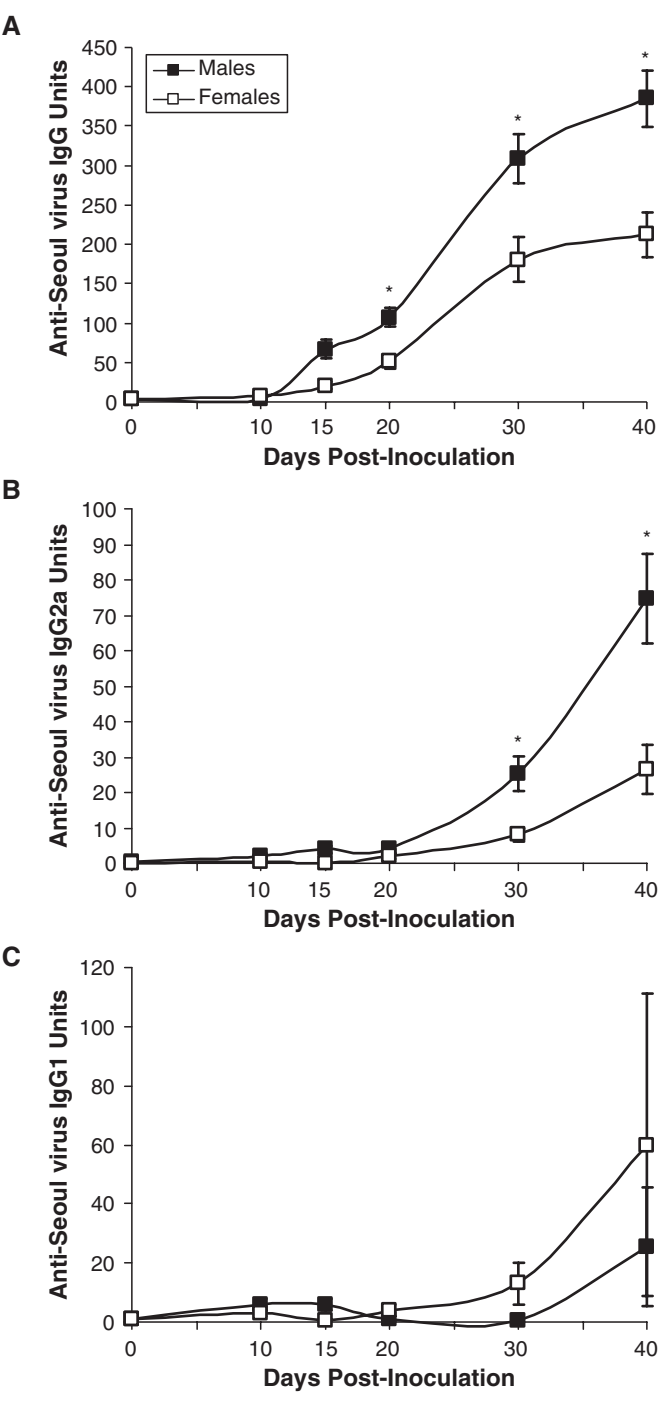 A
Anti-Seoul virus IgG Units
450
400
350
300
250
200
150
100
50
0
Males
Females
*
*
*
0 10 15 20 30 40
Days Post-Inoculation
B
Anti-Seoul virus IgG2a Units
100
90
80
70
60
50
40
30
20
10
0
*
*
0 10 15 20 30 40
Days Post-Inoculation
C
Anti-Seoul virus IgG1 Units
120
100
80
60
40
20
0
0 10 15 20 30 40
Days Post-Inoculation